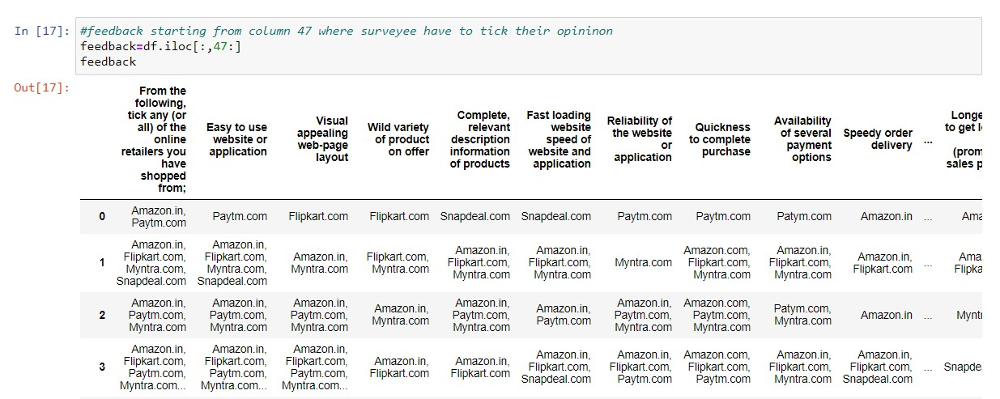 In [17]:
#feedback starting from column 47 where surveyee have to tick their opininon
feedback=df.iloc[:,47:]
feedback
Out[17]:
From the
following,
tick any (or
all) of the
online
retailers you
have
shopped
from;
Easy to use
website or
application
Visual
appealing
web-page
layout
Wild variety
of product
on offer
Complete,
relevant
description
information
of products
Fast loading
website
speed of
website and
application
Reliability of
the website
or
application
Quickness
to complete
purchase
Availability
of several
payment
options
Speedy order
delivery
...
Longe
to get l
(prom
sales p
0
Amazon.in,
Paytm.com
Paytm.com
Flipkart.com
Flipkart.com
Snapdeal.com
Snapdeal.com
Paytm.com
Paytm.com
Patym.com
Amazon.in
...
Ama
1
Amazon.in,
Flipkart.com,
Myntra.com,
Snapdeal.com
Amazon.in,
Flipkart.com,
Myntra.com,
Snapdeal.com
Amazon.in,
Myntra.com
Flipkart.com,
Myntra.com
Amazon.in,
Flipkart.com,
Myntra.com
Amazon.in,
Flipkart.com,
Myntra.com
Myntra.com
Amazon.com,
Flipkart.com,
Myntra.com
Amazon.in,
Flipkart.com,
Myntra.com
Amazon.in,
Flipkart.com
...
Ama
Flipka
2
Amazon.in,
Paytm.com,
Myntra.com
Amazon.in,
Paytm.com,
Myntra.com
Amazon.in,
Paytm.com,
Myntra.com
Amazon.in,
Myntra.com
Amazon.in,
Paytm.com,
Myntra.com
Amazon.in,
Paytm.com
Amazon.in,
Paytm.com,
Myntra.com
Amazon.com,
Paytm.com,
Myntra.com
Patym.com,
Myntra.com
Amazon.in
...
Myntr
3
Amazon.in,
Flipkart.com,
Paytm.com,
Myntra.com...
Amazon.in,
Flipkart.com,
Paytm.com,
Myntra.com...
Amazon.in,
Flipkart.com,
Paytm.com,
Myntra.com...
Amazon.in,
Flipkart.com
Amazon.in,
Flipkart.com
Amazon.in,
Flipkart.com,
Snapdeal.com
Amazon.in,
Flipkart.com,
Paytm.com
Amazon.com,
Flipkart.com,
Paytm.com
Amazon.in,
Flipkart.com,
Myntra.com
Amazon.in,
Flipkart.com,
Snapdeal.com
...
Snapde